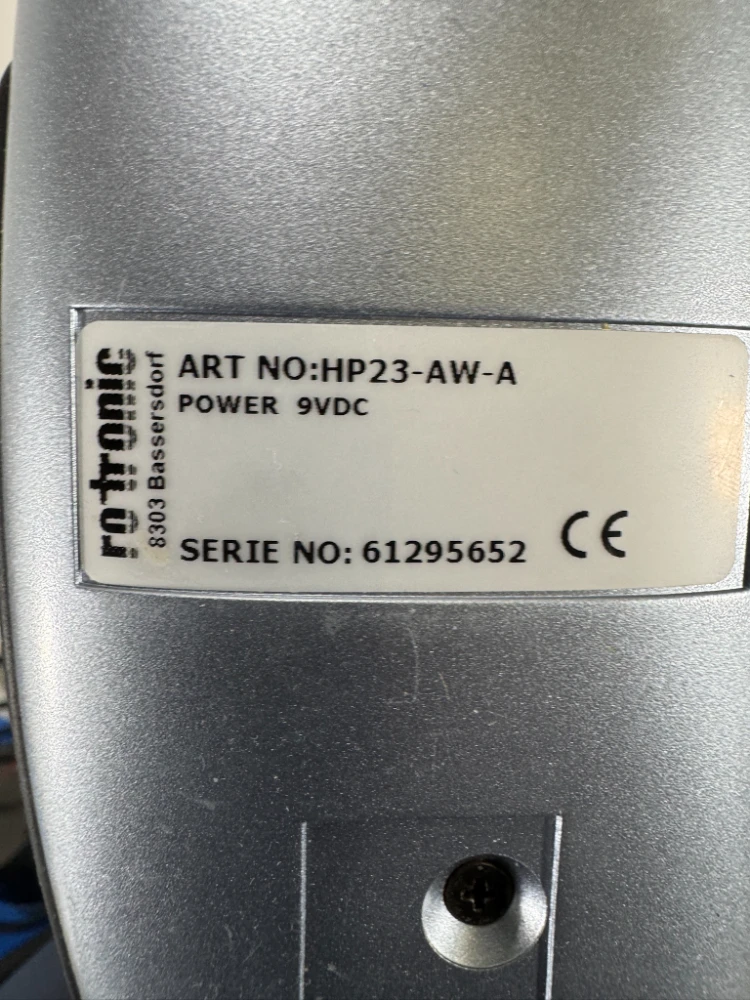 rotronic
8303 Bassersdorf
ART NO:HP23-AW-A
POWER 9VDC
SERIE NO: 61295652 CE